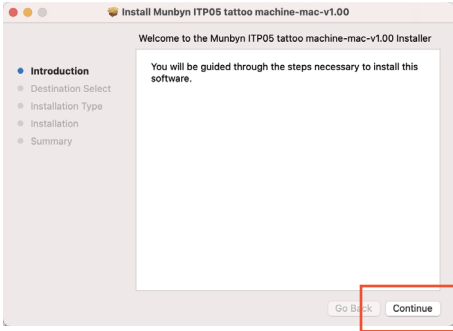 Install Munbyn ITP05 tattoo machine-mac-v1.00
Welcome to the Munbyn ITP05 tattoo machine-mac-v1.00 Installer
Introduction
Destination Select
Installation Type
Installation
Summary
You will be guided through the steps necessary to install this
software.
Go Back
Continue